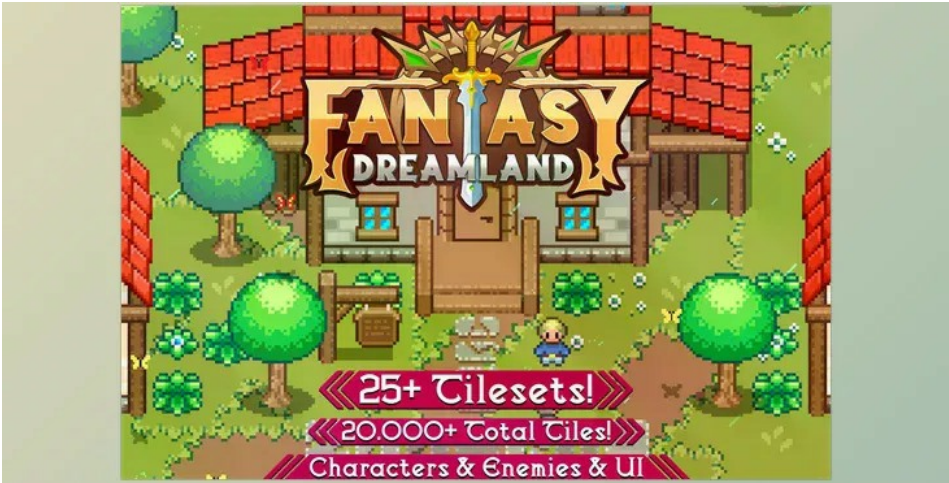 FANTASY
DREAMLAND
25+ Tilesets!
20.000+ Total Tiles!
Characters & Enemies & UI